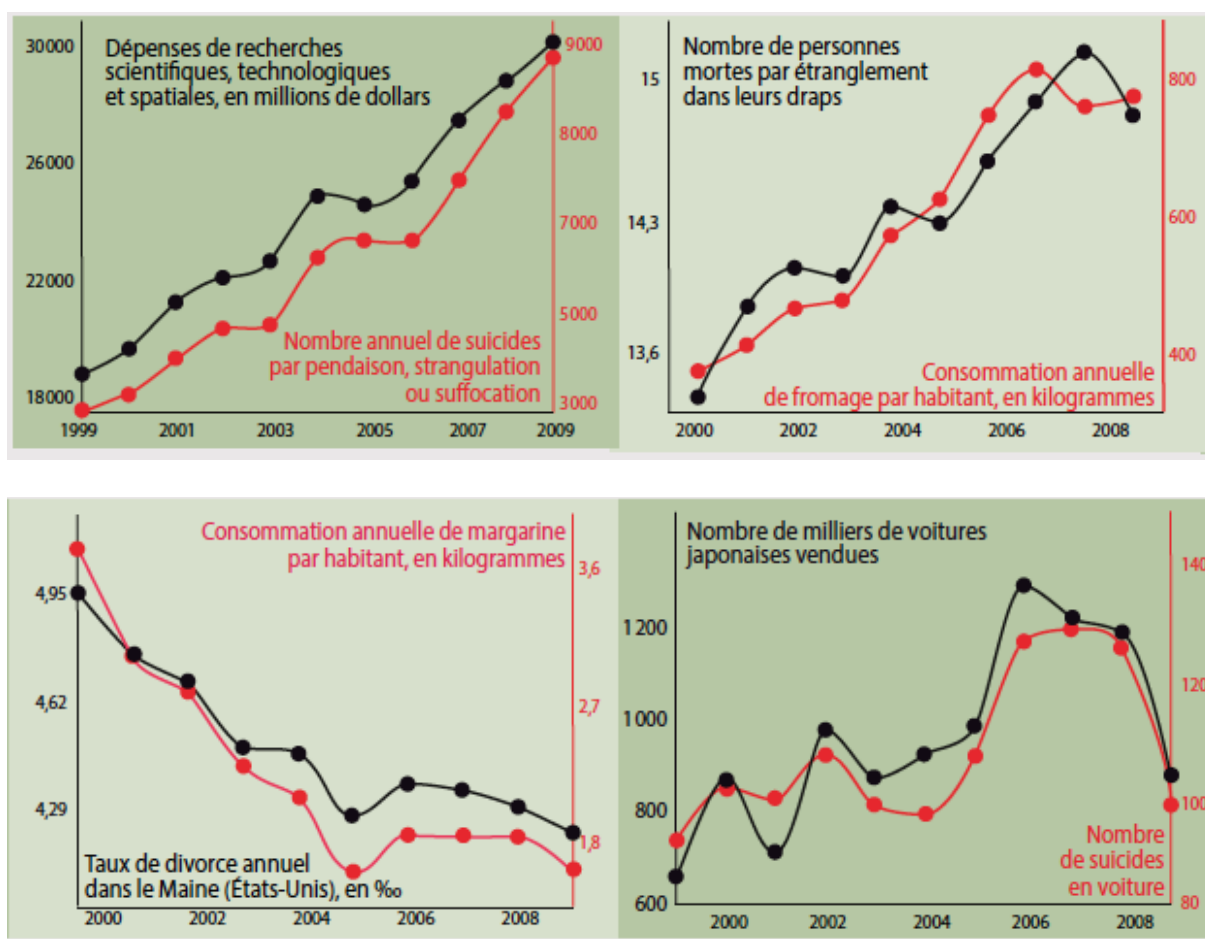 30000
26000
22000
18000
Dépenses de recherches
scientifiques, technologiques
et spatiales, en millions de dollars
9000
8000
7000
5000
3000
Nombre annuel de suicides
par pendaison, strangulation
ou suffocation
1999 2001 2003 2005 2007 2009
15
14,3
13,6
Nombre de personnes
mortes par étranglement
dans leurs draps
800
600
400
Consommation annuelle
de fromage par habitant, en kilogrammes
2000 2002 2004 2006 2008
4,95
4,62
4,29
Consommation annuelle de margarine
par habitant, en kilogrammes
3,6
2,7
1,8
Taux de divorce annuel
dans le Maine (États-Unis), en ‰
2000 2002 2004 2006 2008
1200
1000
800
600
Nombre de milliers de voitures
japonaises vendues
140
120
100
80
Nombre
de suicides
en voiture
2000 2002 2004 2006 2008